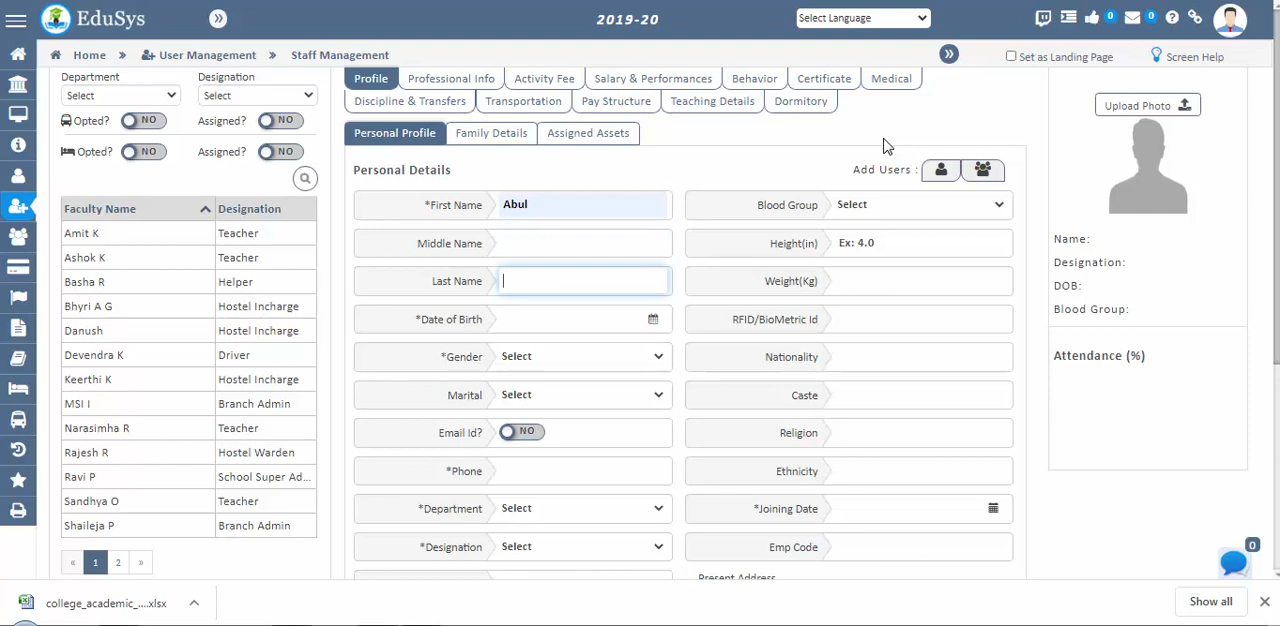 EduSys
2019-20
Select Language
0
0
Home » User Management » Staff Management
Set as Landing Page
Screen Help
Department
Designation
Select
Select
Opted? NO
Assigned? NO
Opted? NO
Assigned? NO
Faculty Name Designation
Amit K Teacher
Ashok K Teacher
Basha R Helper
Bhyri A G Hostel Incharge
Danush Hostel Incharge
Devendra K Driver
Keerthi K Hostel Incharge
MSI I Branch Admin
Narasimha R Teacher
Rajesh R Hostel Warden
Ravi P School Super Ad...
Sandhya O Teacher
Shaileja P Branch Admin
« 1 2 »
Profile Professional Info Activity Fee Salary & Performances Behavior Certificate Medical
Discipline & Transfers Transportation Pay Structure Teaching Details Dormitory
Personal Profile Family Details Assigned Assets
Personal Details
Add Users :
*First Name Abul
Blood Group Select
Middle Name
Height(in) Ex: 4.0
Last Name
Weight(Kg)
*Date of Birth
RFID/BioMetric Id
*Gender Select
Nationality
Marital Select
Caste
Email Id? NO
Religion
*Phone
Ethnicity
*Department Select
*Joining Date
*Designation Select
Emp Code
Present Address
Upload Photo
Name:
Designation:
DOB:
Blood Group:
Attendance (%)
0
college_academic_....xlsx
Show all